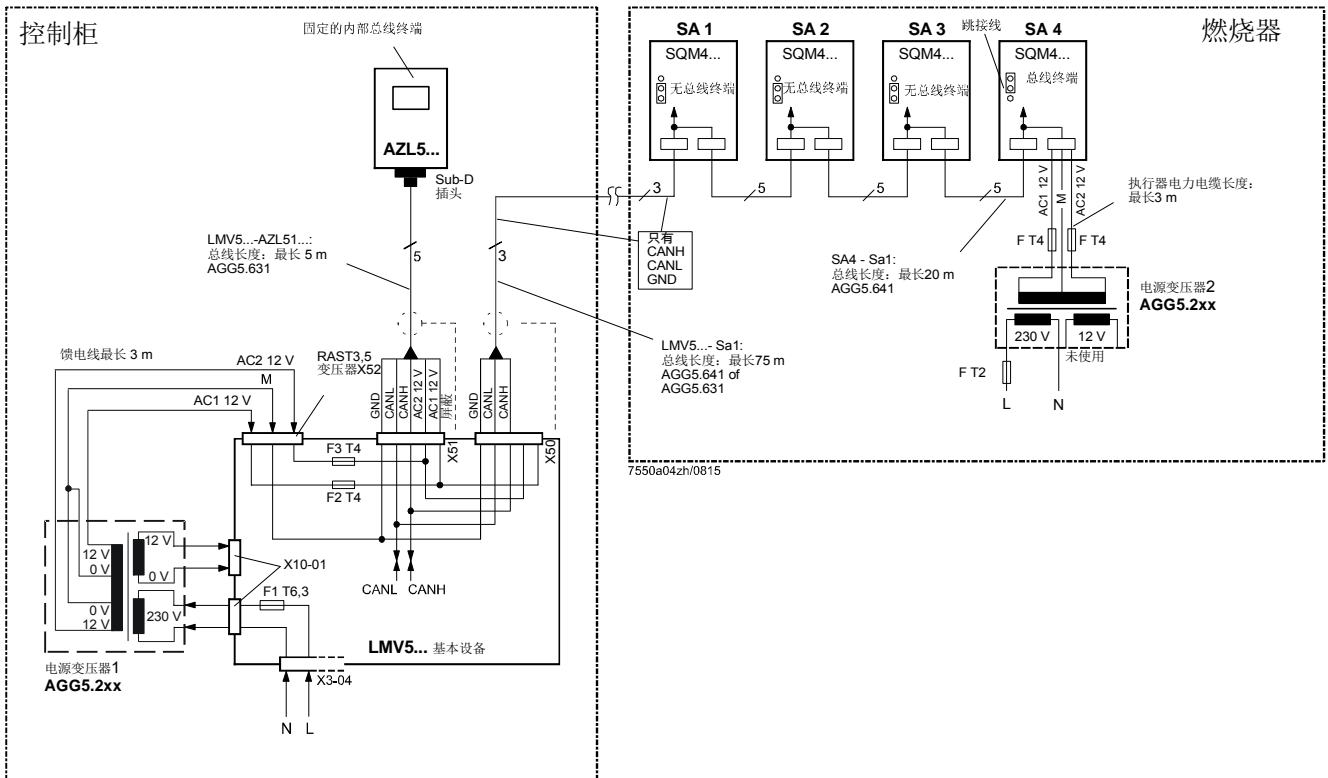 控制柜
固定的内部总线终端
AZL5...
Sub-D
插头
LMV5...-AZL51...:
总线长度：最长 5 m
AGG5.631
5
3
馈电线最长 3 m
AC2 12 V
M
AC1 12 V
RAST3,5
变压器X52
GND
CANL
CANH
AC2 12 V
AC1 12 V
屏蔽
X51
GND
CANL
CANH
X50
F3 T4
F2 T4
12 V
0 V
0 V
12 V
12 V
0 V
230 V
X10-01
CANL
CANH
F1 T6,3
LMV5... 基本设备
X3-04
N
L
电源变压器1
AGG5.2xx
LMV5...- Sa1:
总线长度：最长75 m
AGG5.641 of
AGG5.631
燃烧器
SA 1
SQM4...
无总线终端
SA 2
SQM4...
无总线终端
SA 3
SQM4...
无总线终端
跳接线
SA 4
SQM4...
总线终端
3
5
5
5
只有
CANH
CANL
GND
SA4 - Sa1:
总线长度：最长20 m
AGG5.641
AC1 12 V
M
AC2 12 V
执行器电力电缆长度：
最长3 m
F T4
F T4
电源变压器2
AGG5.2xx
230 V
12 V
未使用
F T2
L
N
7550a04zh/0815